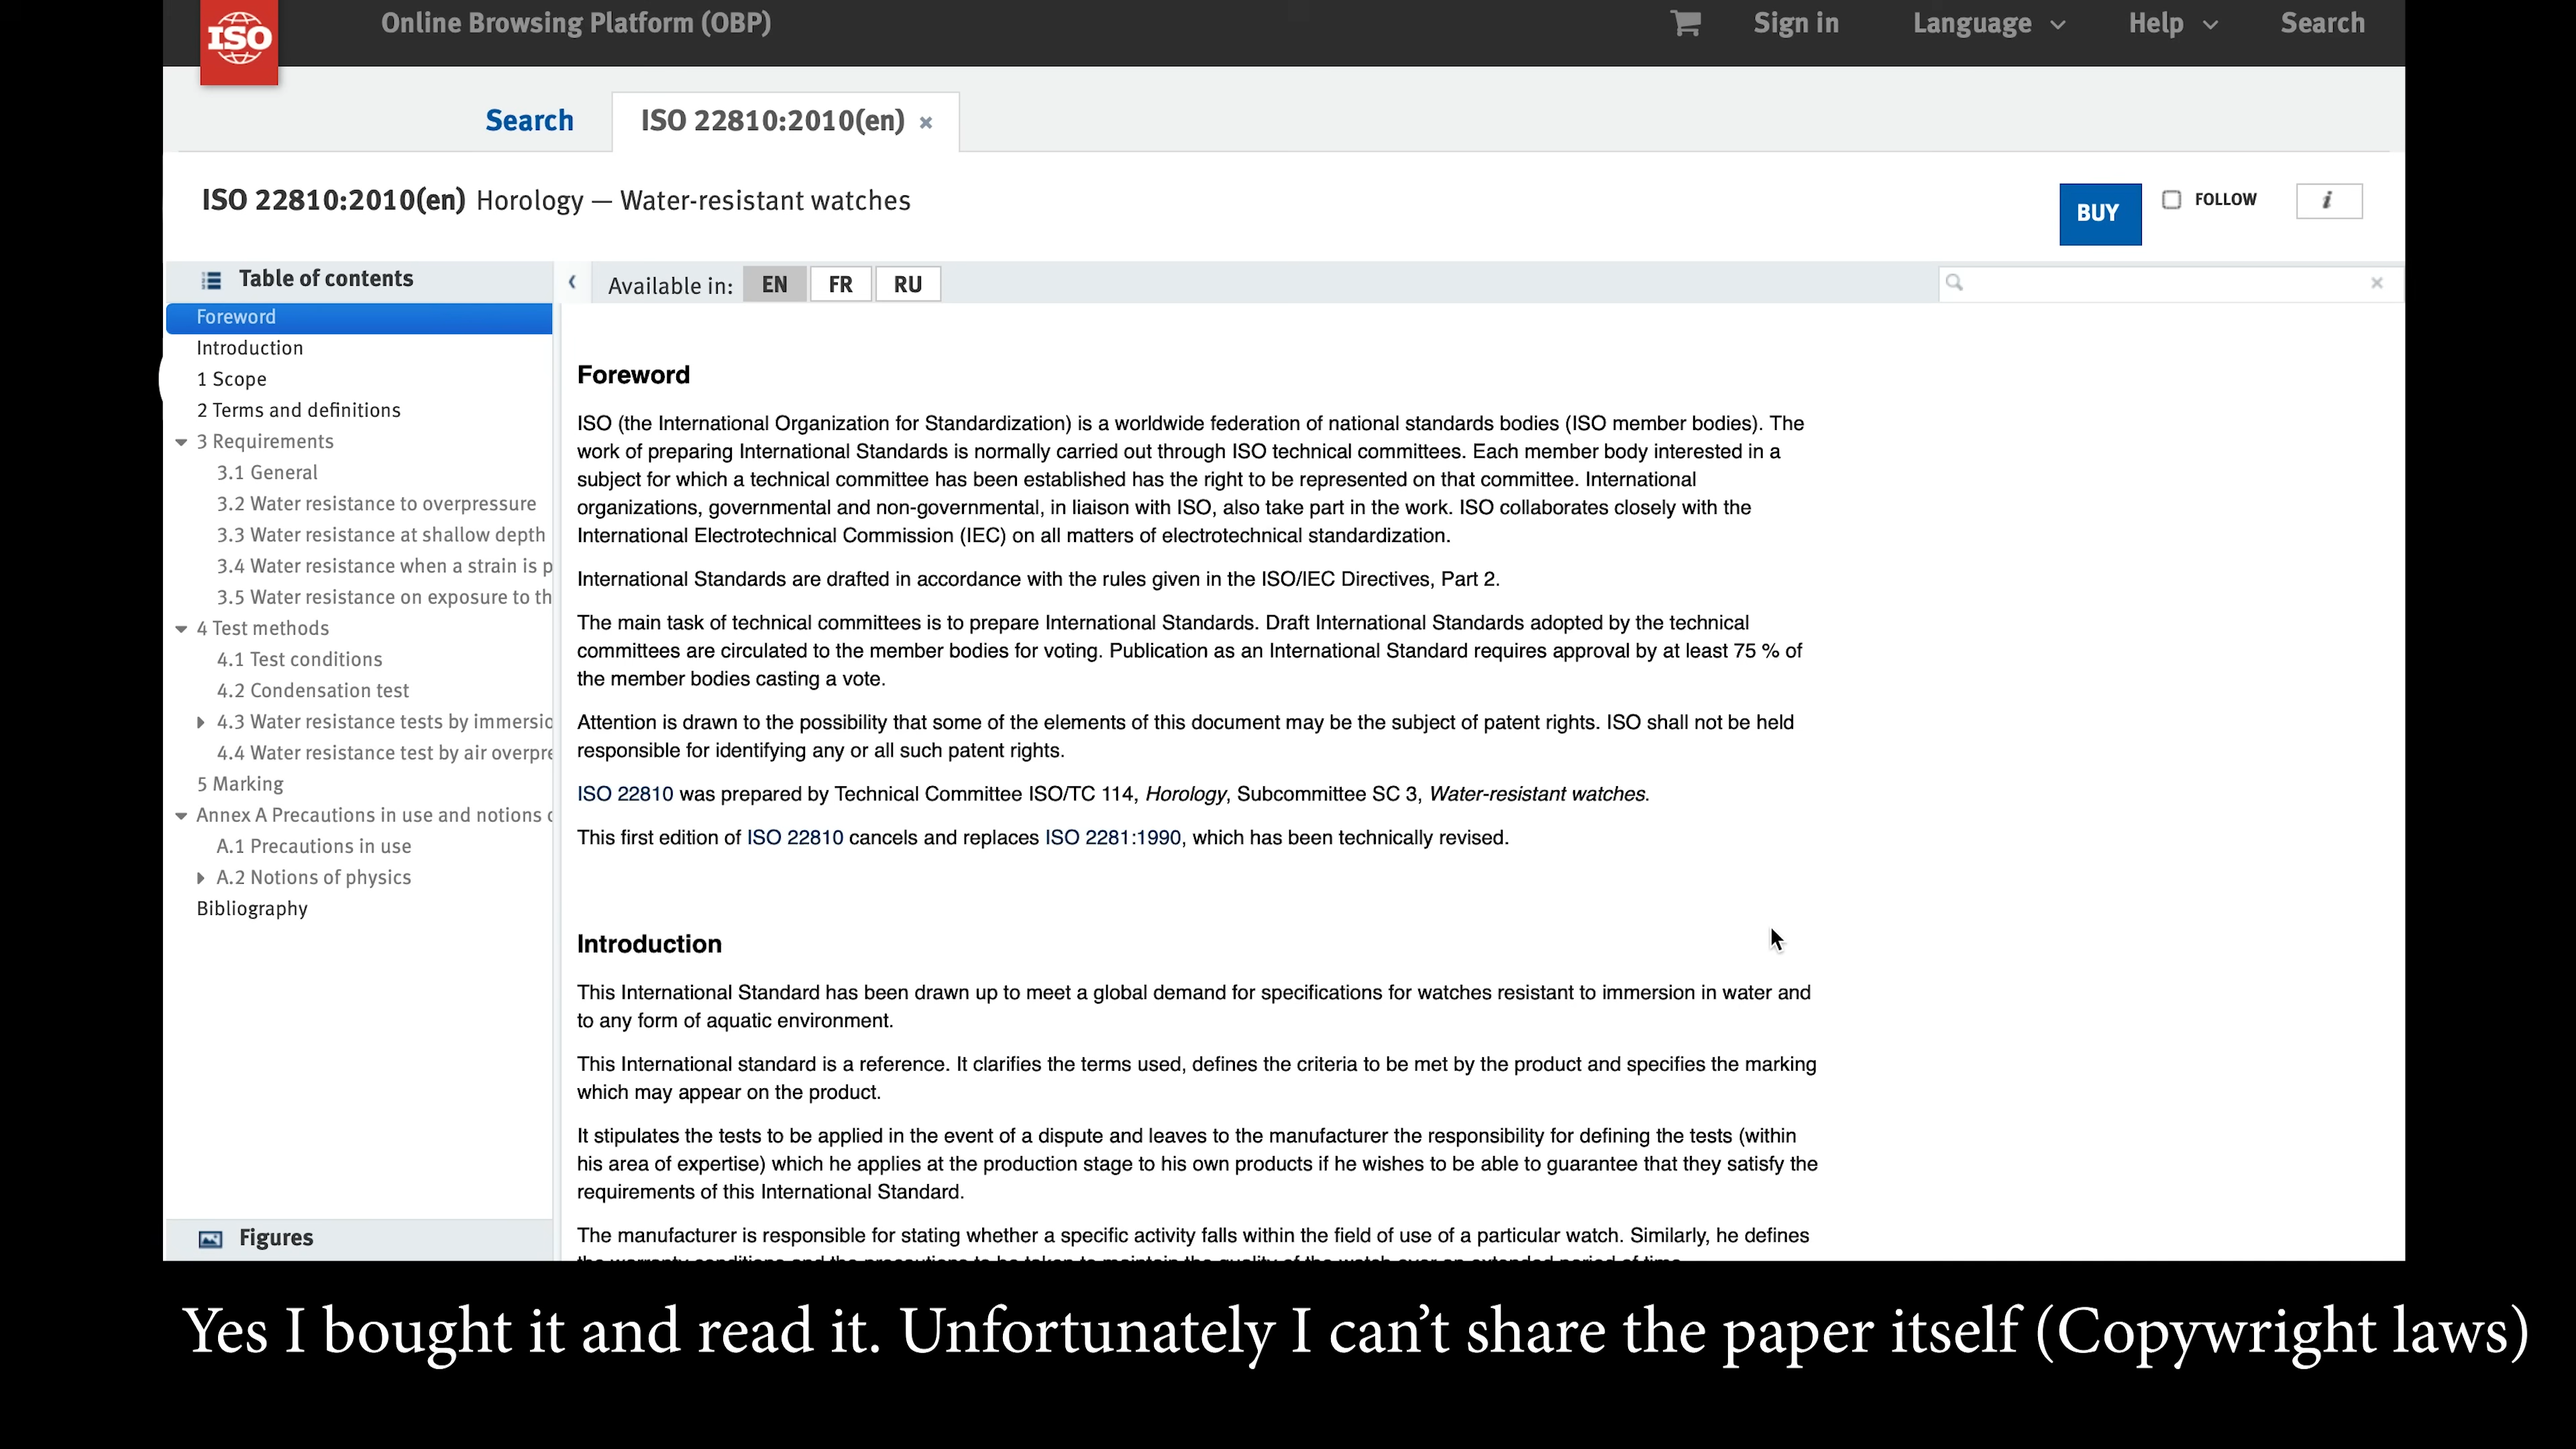 ISO
Online Browsing Platform (OBP)
Sign in
Language
Help
Search
Search
ISO 22810:2010(en) ×
ISO 22810:2010(en) Horology — Water-resistant watches
BUY
FOLLOW
i
Table of contents
Foreword
Introduction
1 Scope
2 Terms and definitions
3 Requirements
3.1 General
3.2 Water resistance to overpressure
3.3 Water resistance at shallow depth
3.4 Water resistance when a strain is p
3.5 Water resistance on exposure to th
4 Test methods
4.1 Test conditions
4.2 Condensation test
4.3 Water resistance tests by immersio
4.4 Water resistance test by air overpre
5 Marking
Annex A Precautions in use and notions
A.1 Precautions in use
A.2 Notions of physics
Bibliography
Figures
Available in: EN FR RU
Foreword
ISO (the International Organization for Standardization) is a worldwide federation of national standards bodies (ISO member bodies). The
work of preparing International Standards is normally carried out through ISO technical committees. Each member body interested in a
subject for which a technical committee has been established has the right to be represented on that committee. International
organizations, governmental and non-governmental, in liaison with ISO, also take part in the work. ISO collaborates closely with the
International Electrotechnical Commission (IEC) on all matters of electrotechnical standardization.
International Standards are drafted in accordance with the rules given in the ISO/IEC Directives, Part 2.
The main task of technical committees is to prepare International Standards. Draft International Standards adopted by the technical
committees are circulated to the member bodies for voting. Publication as an International Standard requires approval by at least 75 % of
the member bodies casting a vote.
Attention is drawn to the possibility that some of the elements of this document may be the subject of patent rights. ISO shall not be held
responsible for identifying any or all such patent rights.
ISO 22810 was prepared by Technical Committee ISO/TC 114, Horology, Subcommittee SC 3, Water-resistant watches.
This first edition of ISO 22810 cancels and replaces ISO 2281:1990, which has been technically revised.
Introduction
This International Standard has been drawn up to meet a global demand for specifications for watches resistant to immersion in water and
to any form of aquatic environment.
This International standard is a reference. It clarifies the terms used, defines the criteria to be met by the product and specifies the marking
which may appear on the product.
It stipulates the tests to be applied in the event of a dispute and leaves to the manufacturer the responsibility for defining the tests (within
his area of expertise) which he applies at the production stage to his own products if he wishes to be able to guarantee that they satisfy the
requirements of this International Standard.
The manufacturer is responsible for stating whether a specific activity falls within the field of use of a particular watch. Similarly, he defines
the warranty conditions and the precautions to be taken to maintain the quality of the watch over an extended period of time.
Yes I bought it and read it. Unfortunately I can't share the paper itself (Copywright laws)